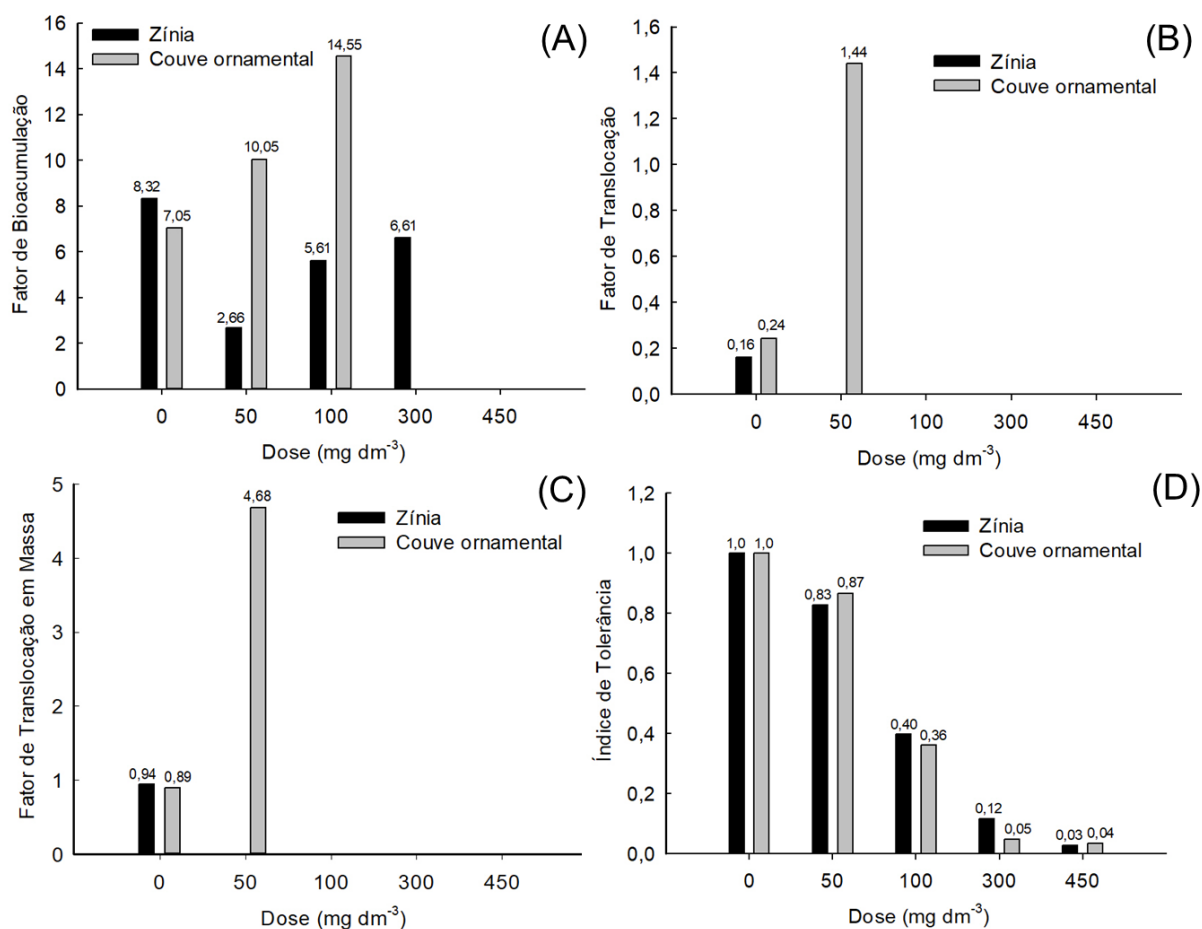 (A)
Zínia
Couve ornamental
Fator de Bioacumulação
16
14
12
10
8
6
4
2
0
8,32
7,05
2,66
10,05
5,61
14,55
6,61
0 50 100 300 450
Dose (mg dm⁻³)
(B)
Zínia
Couve ornamental
Fator de Translocação
1,6
1,4
1,2
1,0
0,8
0,6
0,4
0,2
0,0
0,16
0,24
1,44
0 50 100 300 450
Dose (mg dm⁻³)
(C)
Zínia
Couve ornamental
Fator de Translocação em Massa
5
4
3
2
1
0
0,94
0,89
4,68
0 50 100 300 450
Dose (mg dm⁻³)
(D)
Zínia
Couve ornamental
Índice de Tolerância
1,2
1,0
0,8
0,6
0,4
0,2
0,0
1,0 1,0
0,83
0,87
0,40
0,36
0,12
0,05
0,03
0,04
0 50 100 300 450
Dose (mg dm⁻³)